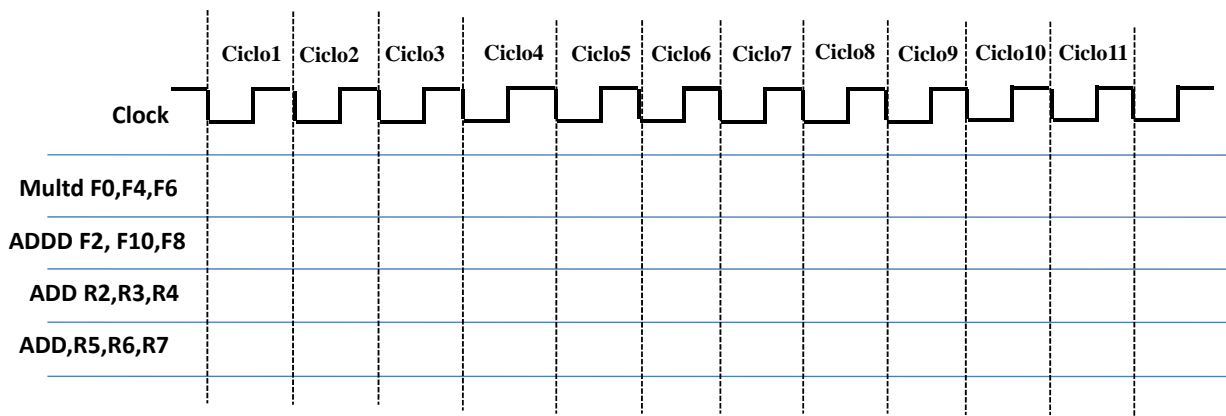 Ciclo1 Ciclo2 Ciclo3 Ciclo4 Ciclo5 Ciclo6 Ciclo7 Ciclo8 Ciclo9 Ciclo10 Ciclo11
Clock
Multd F0,F4,F6
ADDD F2, F10,F8
ADD R2,R3,R4
ADD,R5,R6,R7